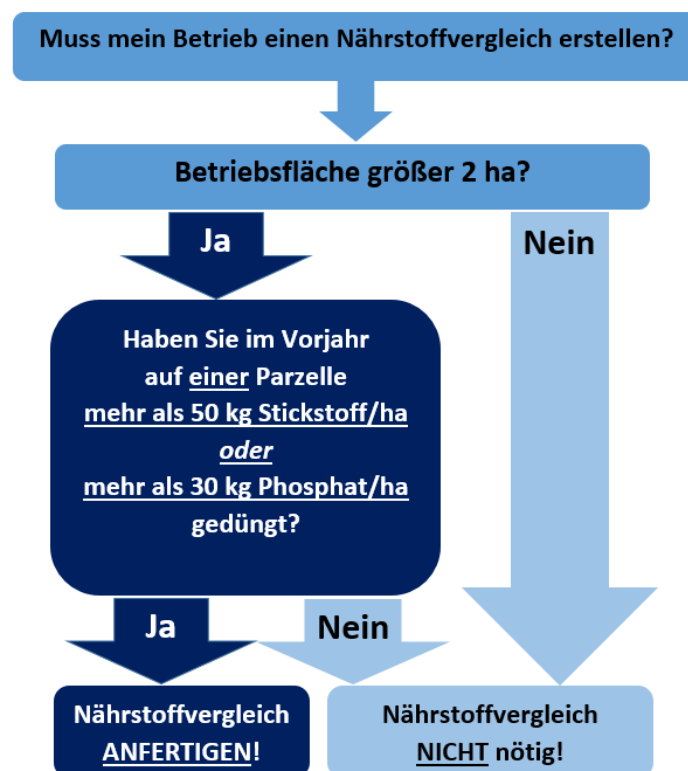 Muss mein Betrieb einen Nährstoffvergleich erstellen?
Betriebsfläche größer 2 ha?
Ja
Nein
Haben Sie im Vorjahr
auf einer Parzelle
mehr als 50 kg Stickstoff/ha
oder
mehr als 30 kg Phosphat/ha
gedüngt?
Ja
Nein
Nährstoffvergleich
ANFERTIGEN!
Nährstoffvergleich
NICHT nötig!